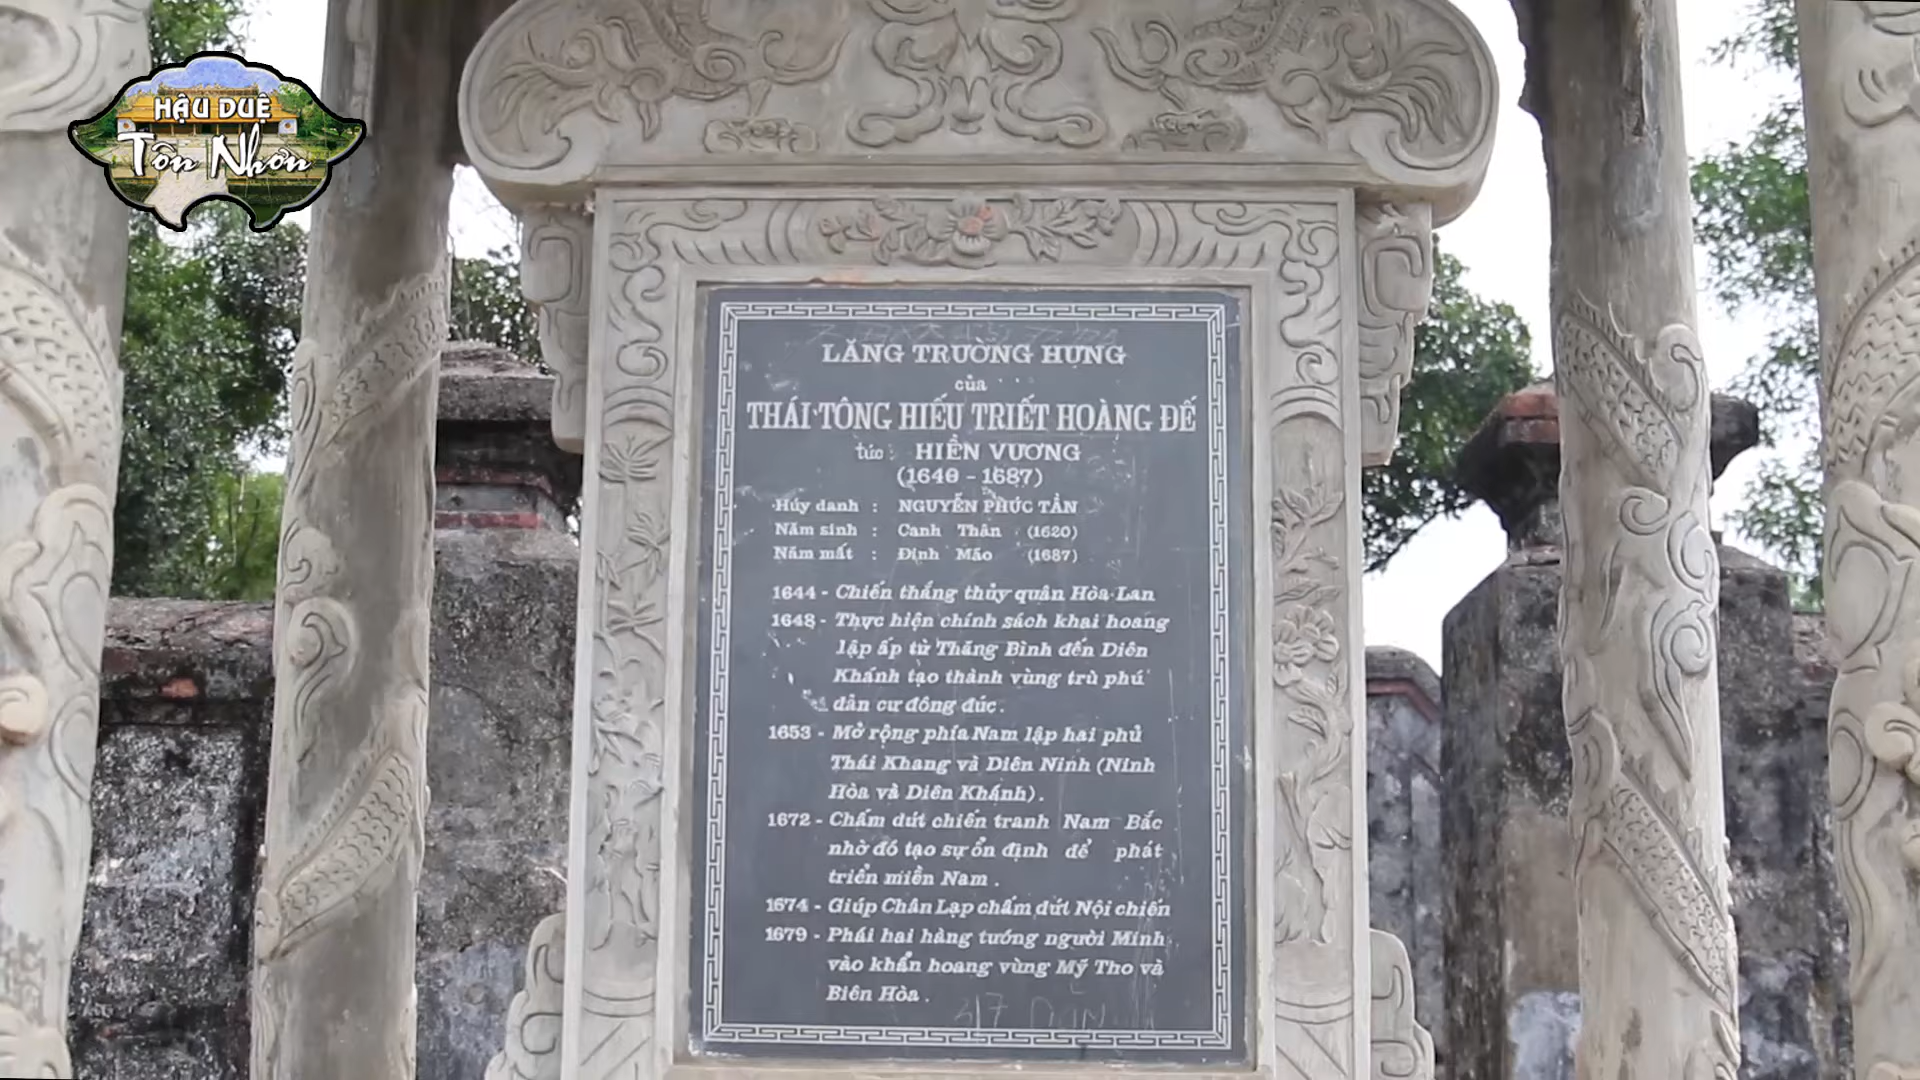 HẬU DUỆ
Tôn Nhơn
LĂNG TRƯỜNG HƯNG
của
THÁI TÔNG HIẾU TRIẾT HOÀNG ĐẾ
tức: HIỀN VƯƠNG
(1648 - 1687)
Húy danh : NGUYỄN PHÚC TẦN
Năm sinh : Canh Thân (1620)
Năm mất : Đinh Mão (1687)
1644 - Chiến thắng thủy quân Hòa Lan
1648 - Thực hiện chính sách khai hoang
lập ấp từ Thăng Bình đến Diên
Khánh tạo thành vùng trù phú
dân cư đông đúc.
1653 - Mở rộng phía Nam lập hai phủ
Thái Khang và Diên Ninh (Ninh
Hòa và Diên Khánh).
1672 - Chấm dứt chiến tranh Nam Bắc
nhờ đó tạo sự ổn định để phát
triển miền Nam.
1674 - Giúp Chân Lạp chấm dứt Nội chiến
1679 - Phái hai hàng tướng người Minh
vào khẩn hoang vùng Mỹ Tho và
Biên Hòa.